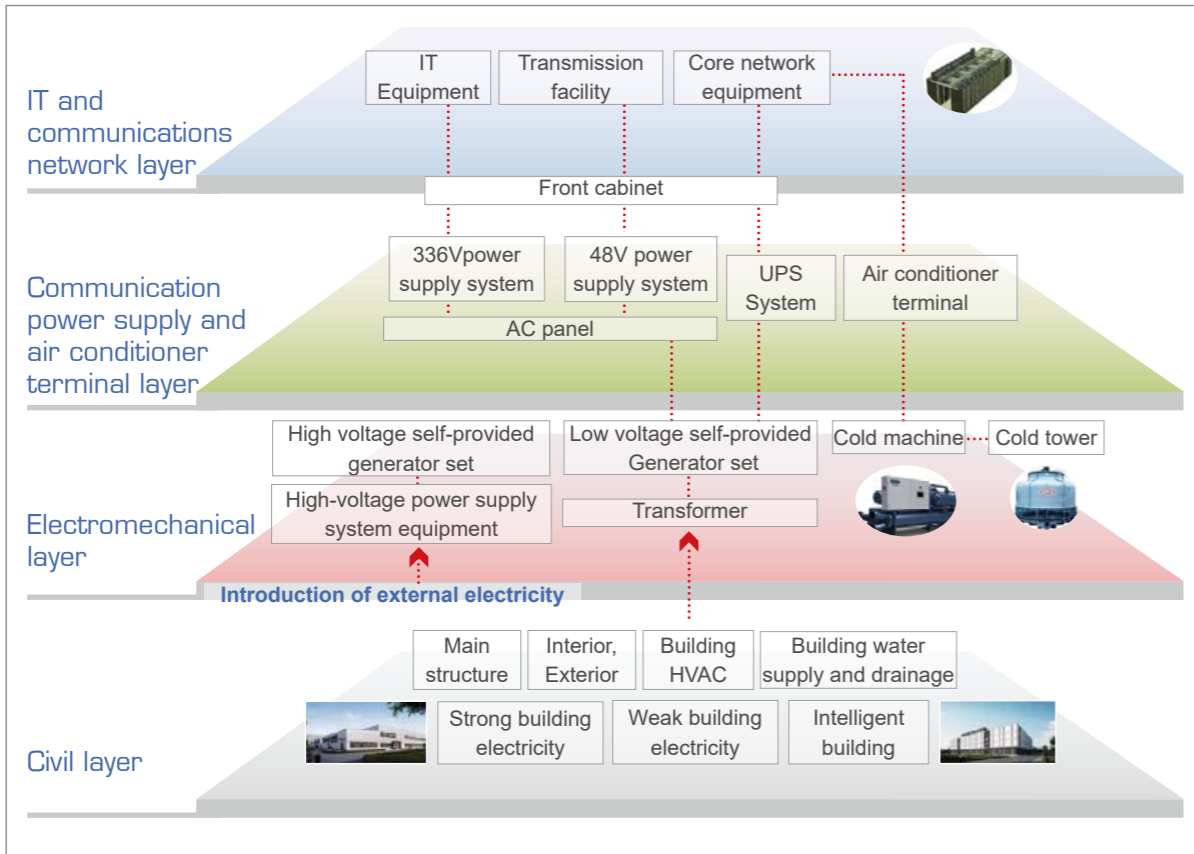 IT and
communications
network layer
IT
Equipment
Transmission
facility
Core network
equipment
Front cabinet
Communication
power supply and
air conditioner
terminal layer
336Vpower
supply system
48V power
supply system
UPS
System
Air conditioner
terminal
AC panel
Electromechanical
layer
High voltage self-provided
generator set
Low voltage self-provided
Generator set
Cold machine
Cold tower
High-voltage power supply
system equipment
Transformer
Introduction of external electricity
Civil layer
Main
structure
Interior,
Exterior
Building
HVAC
Building water
supply and drainage
Strong building
electricity
Weak building
electricity
Intelligent
building